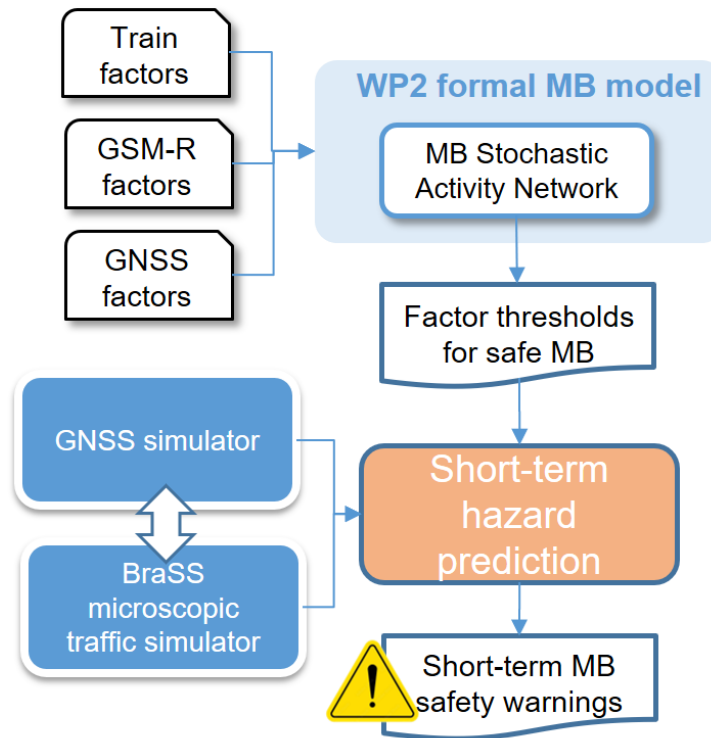 Train
factors
GSM-R
factors
GNSS
factors
WP2 formal MB model
MB Stochastic
Activity Network
Factor thresholds
for safe MB
GNSS simulator
BraSS
microscopic
traffic simulator
Short-term
hazard
prediction
!
Short-term MB
safety warnings